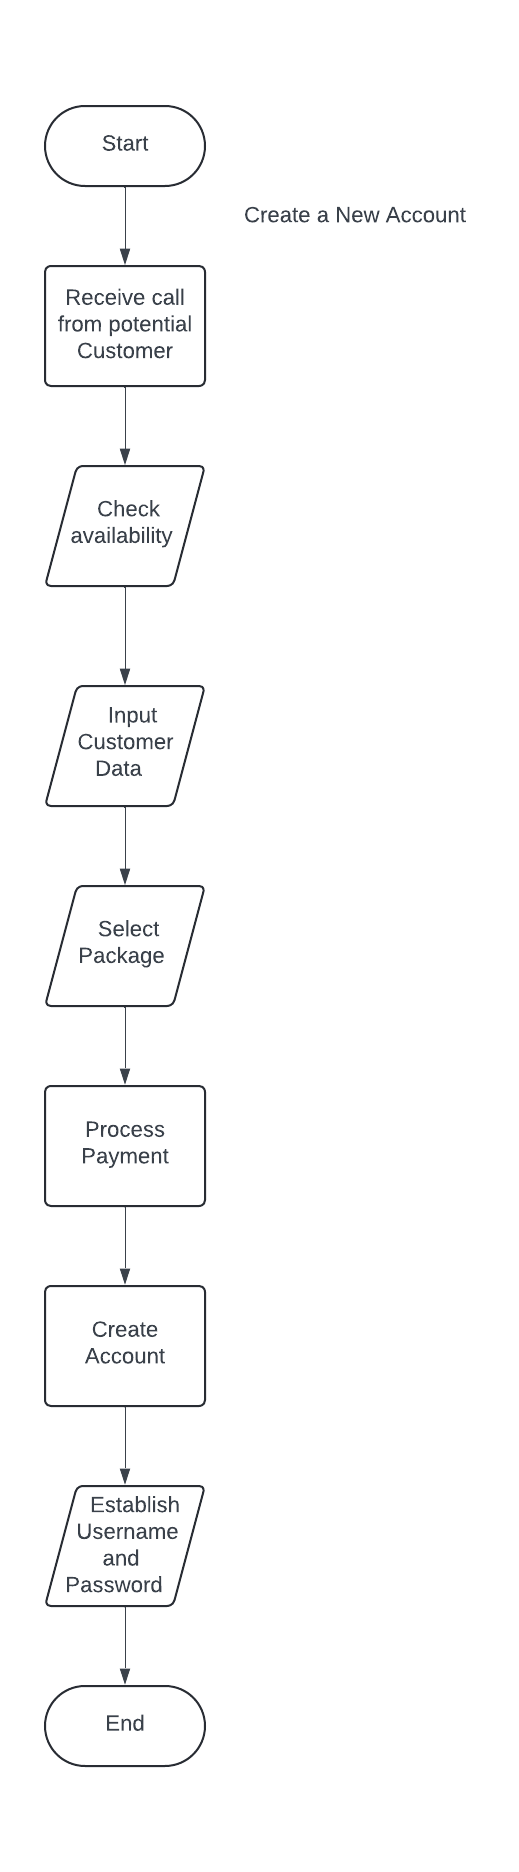 Start
Create a New Account
Receive call
from potential
Customer
Check
availability
Input
Customer
Data
Select
Package
Process
Payment
Create
Account
Establish
Username
and
Password
End